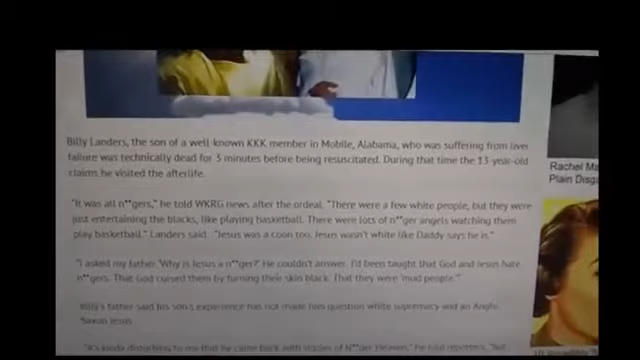 Billy Landers, the son of a well-known KKK member in Mobile, Alabama, who was suffering from liver
failure was technically dead for 3 minutes before being resuscitated. During that time the 13-year-old
claims he visited the afterlife.
"It was all n**gers," he told WKRG news after the ordeal. "There were a few white people, but they were
just entertaining the blacks, like playing basketball. There were lots of n**ger angels watching them
play basketball." Landers said. "Jesus was a coon too. Jesus wasn't white like Daddy says he is."
"I asked my father, 'Why is Jesus a n**ger?' He couldn't answer. I'd been taught that God and Jesus hate
n**gers. That God cursed them by turning their skin black. That they were 'mud people.'"
Billy's father said his son's experience has not made him question white supremacy and an Anglo
Saxon Jesus.
"It's kinda disturbing to me that he came back with stories of N**ger Heaven," he told reporters. "But
Rachel Ma
Plain Disg